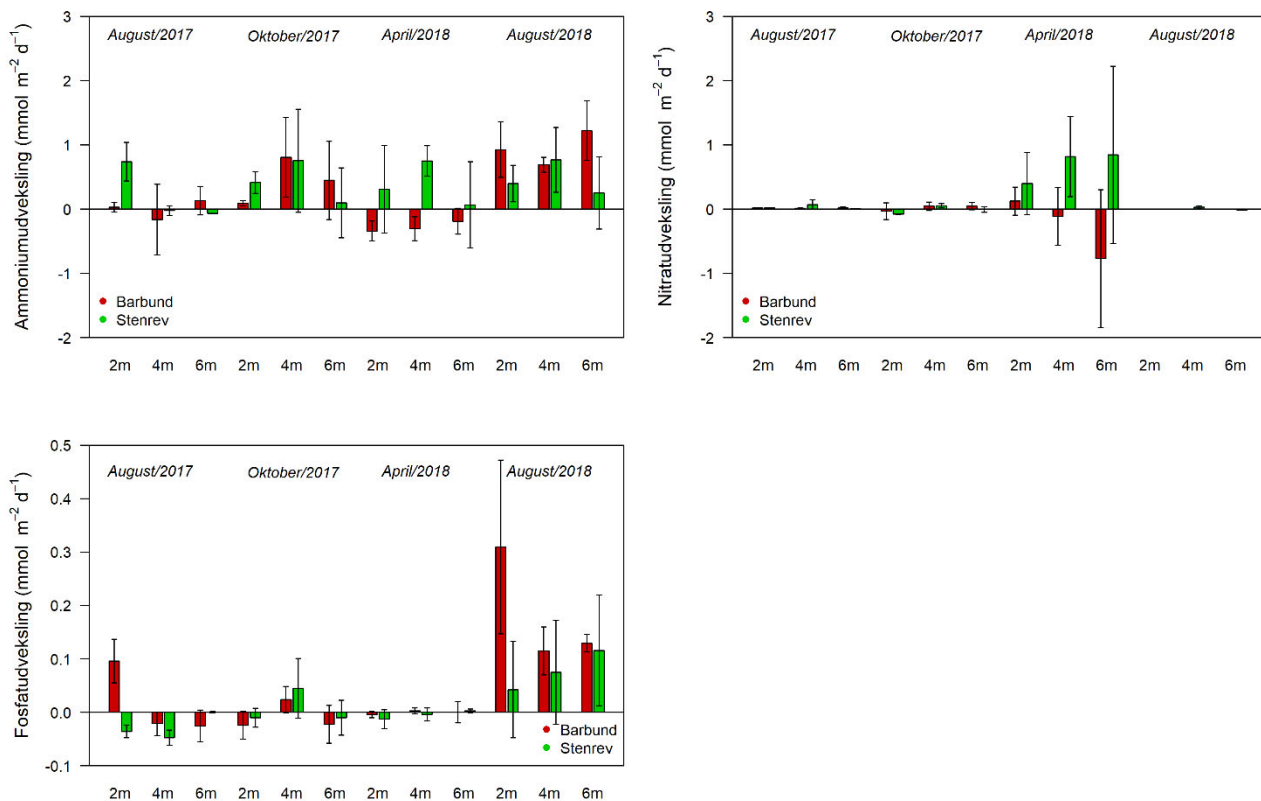 Ammoniumudveksling (mmol m−2 d−1)
3
2
1
0
-1
-2
August/2017 Oktober/2017 April/2018 August/2018
Barbund
Stenrev
2m 4m 6m 2m 4m 6m 2m 4m 6m 2m 4m 6m
Nitratudveksling (mmol m−2 d−1)
3
2
1
0
-1
-2
August/2017 Oktober/2017 April/2018 August/2018
Barbund
Stenrev
2m 4m 6m 2m 4m 6m 2m 4m 6m 2m 4m 6m
Fosfatudveksling (mmol m−2 d−1)
0.5
0.4
0.3
0.2
0.1
0.0
-0.1
August/2017 Oktober/2017 April/2018 August/2018
Barbund
Stenrev
2m 4m 6m 2m 4m 6m 2m 4m 6m 2m 4m 6m